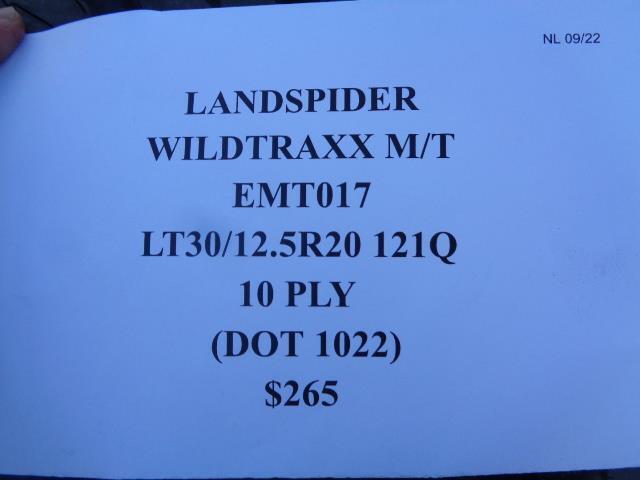 NL 09/22
LANDSPIDER
WILDTRAXX M/T
EMT017
LT30/12.5R20 121Q
10 PLY
(DOT 1022)
$265